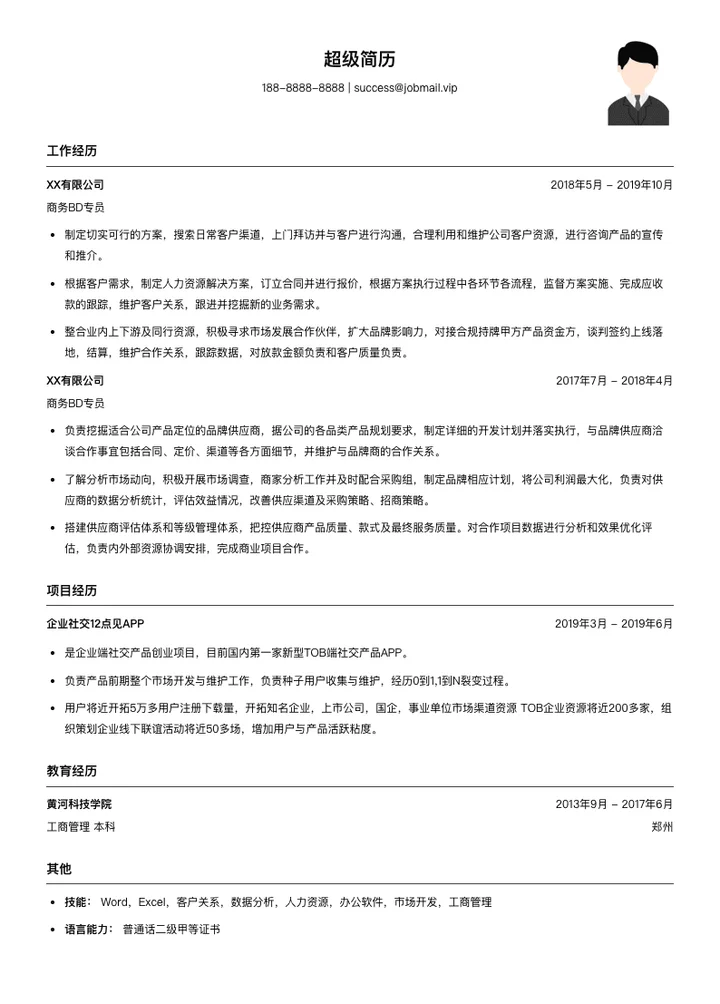 超级简历
188-8888-8888 | success@jobmail.vip
工作经历
XX有限公司 2018年5月 – 2019年10月
商务BD专员
• 制定切实可行的方案，搜索日常客户渠道，上门拜访并与客户进行沟通，合理利用和维护公司客户资源，进行咨询产品的宣传
和推介。
• 根据客户需求，制定人力资源解决方案，订立合同并进行报价，根据方案执行过程中各环节各流程，监督方案实施、完成应收
款的跟踪，维护客户关系，跟进并挖掘新的业务需求。
• 整合业内上下游及同行资源，积极寻求市场发展合作伙伴，扩大品牌影响力，对接合规持牌甲方产品资金方，谈判签约上线落
地，结算，维护合作关系，跟踪数据，对放款金额负责和客户质量负责。
XX有限公司 2017年7月 – 2018年4月
商务BD专员
• 负责挖掘适合公司产品定位的品牌供应商，据公司的各品类产品规划要求，制定详细的开发计划并落实执行，与品牌供应商洽
谈合作事宜包括合同、定价、渠道等各方面细节，并维护与品牌商的合作关系。
• 了解分析市场动向，积极开展市场调查，商家分析工作并及时配合采购组，制定品牌相应计划，将公司利润最大化，负责对供
应商的数据分析统计，评估效益情况，改善供应渠道及采购策略、招商策略。
• 搭建供应商评估体系和等级管理体系，把控供应商产品质量、款式及最终服务质量。对合作项目数据进行分析和效果优化评
估，负责内外部资源协调安排，完成商业项目合作。
项目经历
企业社交12点见APP 2019年3月 – 2019年6月
• 是企业端社交产品创业项目，目前国内第一家新型TOB端社交产品APP。
• 负责产品前期整个市场开发与维护工作，负责种子用户收集与维护，经历0到1,1到N裂变过程。
• 用户将近开拓5万多用户注册下载量，开拓知名企业，上市公司，国企，事业单位市场渠道资源 TOB企业资源将近200多家，组
织策划企业线下联谊活动将近50多场，增加用户与产品活跃粘度。
教育经历
黄河科技学院 2013年9月 – 2017年6月
工商管理 本科 郑州
其他
• 技能： Word，Excel，客户关系，数据分析，人力资源，办公软件，市场开发，工商管理
• 语言能力： 普通话二级甲等证书